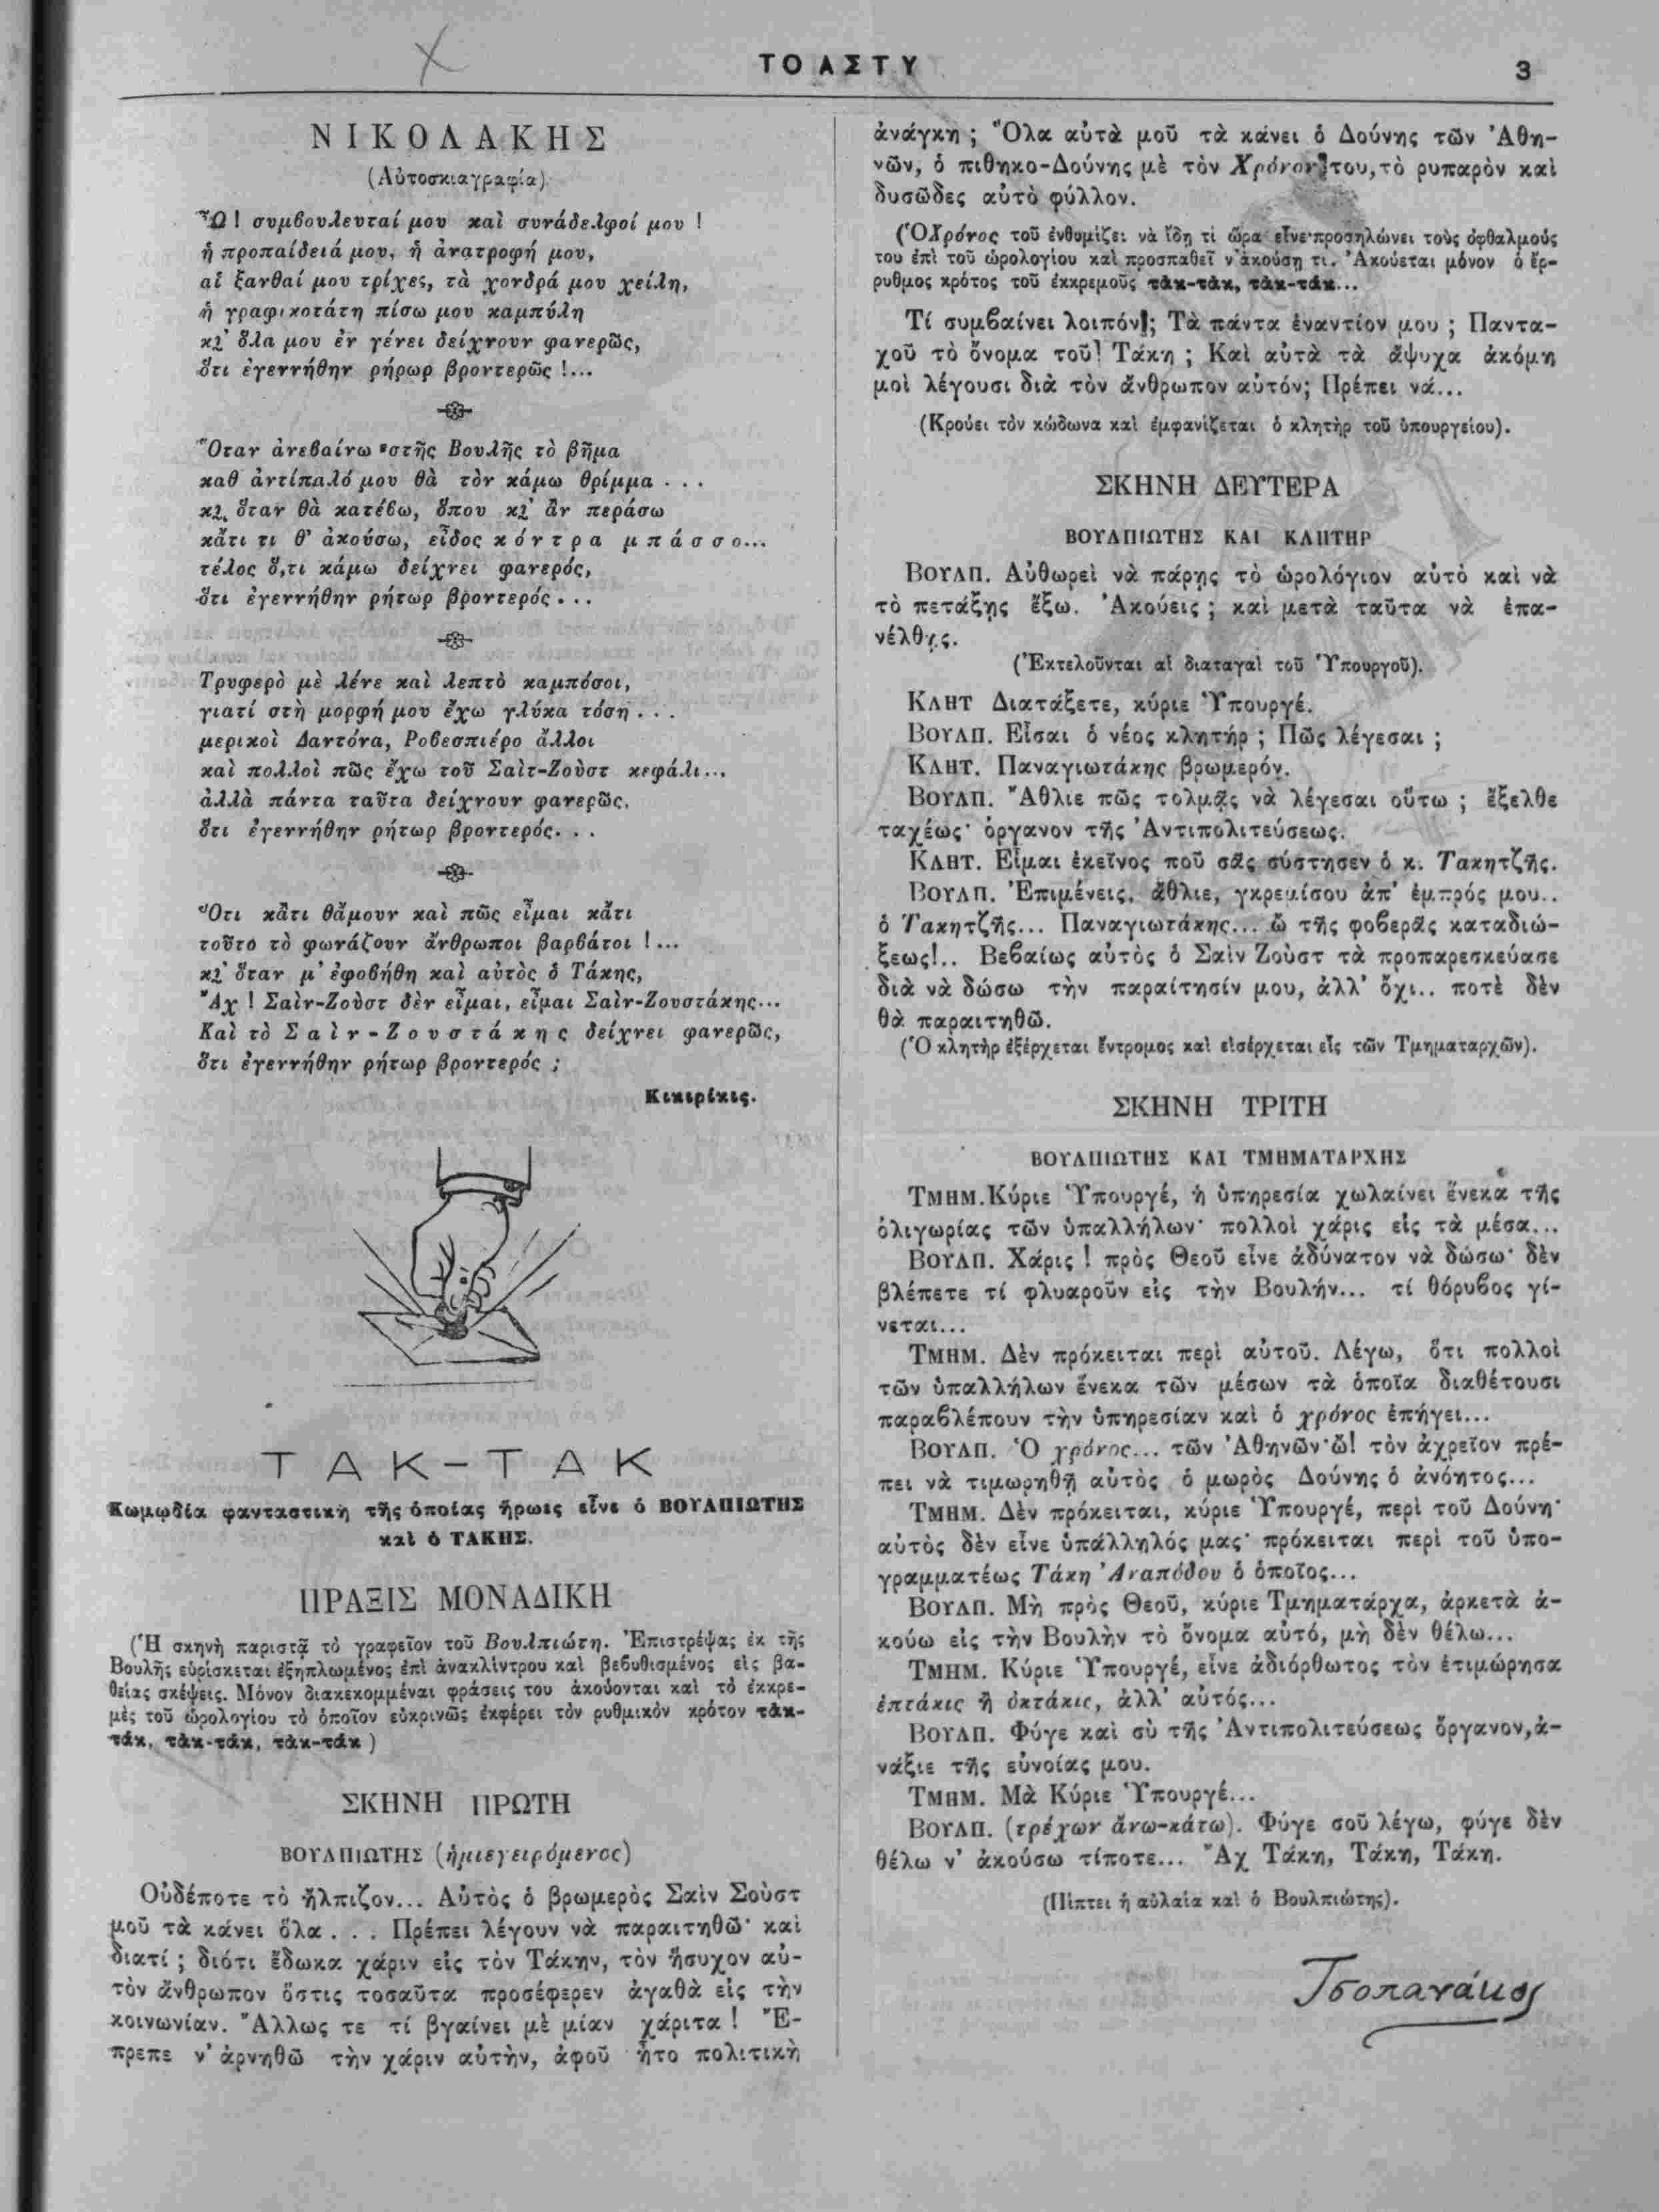 ΤΟ ΑΣΤΥ
3
ΝΙΚΟΛΑΚΗΣ
(Αὐτοσκιαγραφία)
Ὦ! συμβουλευταί μου καὶ συνάδελφοί μου!
ἡ προπαίδειά μου, ἡ ἀνατροφή μου,
αἱ ξανθαί μου τρίχες, τὰ χονδρά μου χείλη,
ἡ γραφικοτάτη πίσω μου καμπύλη
κι' ὅλα μου ἐν γένει δείχνουν φανερῶς,
ὅτι ἐγεννήθην ρήρωρ βροντερῶς!...
Ὅταν ἀνεβαίνω 'στῆς Βουλῆς τὸ βῆμα
καθ ἀντίπαλό μου θὰ τὸν κάμω θρίμμα . . .
κι, ὅταν θὰ κατέβω, ὅπου κι' ἂν περάσω
κἄτι τι θ' ἀκούσω, εἶδος κόντρα μπάσσο...
τέλος ὅ,τι κάμω δείχνει φανερός,
ὅτι ἐγεννήθην ρήτωρ βροντερός . . .
Τρυφερὸ μὲ λένε καὶ λεπτὸ καμπόσοι,
γιατί στὴ μορφή μου ἔχω γλύκα τόση . . .
μερικοὶ Δαντόνα, Ροβεσπιέρο ἄλλοι
καὶ πολλοὶ πῶς ἔχω τοῦ Σαὶτ-Ζοὺστ κεφάλι...
ἀλλὰ πάντα ταῦτα δείχνουν φανερῶς,
ὅτι ἐγεννήθην ρήτωρ βροντερός. . .
Ὅτι κἄτι θἄμουν καὶ πῶς εἶμαι κἄτι
τοῦτο τὸ φωνάζουν ἄνθρωποι βαρβάτοι!...
κι' ὅταν μ' ἐφοβήθη καὶ αὐτὸς ὁ Τάκης,
Ἄχ! Σαὶν-Ζοὺστ δὲν εἶμαι, εἶμαι Σαὶν-Ζουστάκης...
Καὶ τὸ Σαὶν-Ζουστάκης δείχνει φανερῶς,
ὅτι ἐγεννήθην ρήτωρ βροντερός ;
Κικιρίκις.
ΤΑΚ-ΤΑΚ
Κωμῳδία φανταστικὴ τῆς ὁποίας ἥρωις εἶνε ὁ ΒΟΥΛΠΙΩΤΗΣ
καὶ ὁ ΤΑΚΗΣ.
ΠΡΑΞΙΣ ΜΟΝΑΔΙΚΗ
(Ἡ σκηνὴ παριστᾷ τὸ γραφεῖον τοῦ Βουλπιώτη. Ἐπιστρέψας ἐκ τῆς
Βουλῆς εὑρίσκεται ἐξηπλωμένος ἐπὶ ἀνακλίντρου καὶ βεβυθισμένος εἰς βα-
θείας σκέψεις. Μόνον διακεκομμέναι φράσεις του ἀκούονται καὶ τὸ ἐκκρε-
μὲς τοῦ ὡρολογίου τὸ ὁποῖον εὐκρινῶς ἐκφέρει τὸν ρυθμικὸν κρότον τὰκ-
τάκ, τὰκ-τάκ, τὰκ-τάκ )
ΣΚΗΝΗ ΠΡΩΤΗ
ΒΟΥΛΠΙΩΤΗΣ (ἡμιεγειρόμενος)
Οὐδέποτε τὸ ἤλπιζον... Αὐτὸς ὁ βρωμερὸς Σαὶν Σοὺστ
μοῦ τὰ κάνει ὅλα . . . Πρέπει λέγουν νὰ παραιτηθῶ· καὶ
διατί ; διότι ἔδωκα χάριν εἰς τὸν Τάκην, τὸν ἥσυχον αὐ-
τὸν ἄνθρωπον ὅστις τοσαῦτα προσέφερεν ἀγαθὰ εἰς τὴν
κοινωνίαν. Ἄλλως τε τί βγαίνει μὲ μίαν χάριτα! Ἔ-
πρεπε ν' ἀρνηθῶ τὴν χάριν αὐτὴν, ἀφοῦ ἦτο πολιτικὴ
ἀνάγκη ; Ὅλα αὐτὰ μοῦ τὰ κάνει ὁ Δούνης τῶν Ἀθη-
νῶν, ὁ πιθηκο-Δούνης μὲ τὸν Χρόνον του, τὸ ρυπαρὸν καὶ
δυσῶδες αὐτὸ φύλλον.
(Ὁ Χρόνος τοῦ ἐνθυμίζει νὰ ἴδῃ τί ὥρα εἶνε· προσηλώνει τοὺς ὀφθαλμούς
του ἐπὶ τοῦ ὡρολογίου καὶ προσπαθεῖ ν' ἀκούσῃ τι. Ἀκούεται μόνον ὁ ἔρ-
ρυθμος κρότος τοῦ ἐκκρεμοῦς τὰκ-τὰκ, τὰκ-τάκ...
Τί συμβαίνει λοιπόν; Τὰ πάντα ἐναντίον μου ; Παντα-
χοῦ τὸ ὄνομα τοῦ Τάκη ; Καὶ αὐτὰ τὰ ἄψυχα ἀκόμη
μοὶ λέγουσι διὰ τὸν ἄνθρωπον αὐτόν; Πρέπει νά...
(Κρούει τὸν κώδωνα καὶ ἐμφανίζεται ὁ κλητὴρ τοῦ ὑπουργείου).
ΣΚΗΝΗ ΔΕΥΤΕΡΑ
ΒΟΥΛΠΙΩΤΗΣ ΚΑΙ ΚΛΗΤΗΡ
ΒΟΥΛΠ. Αὐθωρεὶ νὰ πάρῃς τὸ ὡρολόγιον αὐτὸ καὶ νὰ
τὸ πετάξῃς ἔξω. Ἀκούεις ; καὶ μετὰ ταῦτα νὰ ἐπα-
νέλθῃς.
(Ἐκτελοῦνται αἱ διαταγαὶ τοῦ Ὑπουργοῦ).
ΚΛΗΤ Διατάξετε, κύριε Ὑπουργέ.
ΒΟΥΛΠ. Εἶσαι ὁ νέος κλητήρ ; Πῶς λέγεσαι ;
ΚΛΗΤ. Παναγιωτάκης βρωμερόν.
ΒΟΥΛΠ. Ἄθλιε πῶς τολμᾷς νὰ λέγεσαι οὕτω ; ἔξελθε
ταχέως· ὀργανον τῆς Ἀντιπολιτεύσεως.
ΚΛΗΤ. Εἶμαι ἐκεῖνος ποῦ σᾶς σύστησεν ὁ κ. Τακητζῆς.
ΒΟΥΛΠ. Ἐπιμένεις, ἄθλιε, γκρεμίσου ἀπ' ἐμπρός μου..
ὁ Τακητζῆς... Παναγιωτάκης... ὢ τῆς φοβερᾶς καταδιώ-
ξεως!.. Βεβαίως αὐτὸς ὁ Σαὶν Ζοὺστ τὰ προπαρεσκεύασε
διὰ νὰ δώσω τὴν παραίτησίν μου, ἀλλ' ὄχι.. ποτὲ δὲν
θὰ παραιτηθῶ.
(Ὁ κλητὴρ ἐξέρχεται ἔντρομος καὶ εἰσέρχεται εἷς τῶν Τμηματαρχῶν).
ΣΚΗΝΗ ΤΡΙΤΗ
ΒΟΥΛΠΙΩΤΗΣ ΚΑΙ ΤΜΗΜΑΤΑΡΧΗΣ
ΤΜΗΜ. Κύριε Ὑπουργέ, ἡ ὑπηρεσία χωλαίνει ἕνεκα τῆς
ὀλιγωρίας τῶν ὑπαλλήλων· πολλοὶ χάρις εἰς τὰ μέσα...
ΒΟΥΛΠ. Χάρις! πρὸς Θεοῦ εἶνε ἀδύνατον νὰ δώσω· δὲν
βλέπετε τί φλυαροῦν εἰς τὴν Βουλήν... τί θόρυβος γί-
νεται...
ΤΜΗΜ. Δὲν πρόκειται περὶ αὐτοῦ. Λέγω, ὅτι πολλοὶ
τῶν ὑπαλλήλων ἕνεκα τῶν μέσων τὰ ὁποῖα διαθέτουσι
παραβλέπουν τὴν ὑπηρεσίαν καὶ ὁ χρόνος ἐπήγει...
ΒΟΥΛΠ. Ὁ χρόνος... τῶν Ἀθηνῶν· ὢ! τὸν ἀχρεῖον πρέ-
πει νὰ τιμωρηθῇ αὐτὸς ὁ μωρὸς Δούνης ὁ ἀνόητος...
ΤΜΗΜ. Δὲν πρόκειται, κύριε Ὑπουργέ, περὶ τοῦ Δούνη·
αὐτὸς δὲν εἶνε ὑπάλληλός μας· πρόκειται περὶ τοῦ ὑπο-
γραμματέως Τάκη Ἀναπόδου ὁ ὁποῖος...
ΒΟΥΛΠ. Μὴ πρὸς Θεοῦ, κύριε Τμηματάρχα, ἀρκετὰ ἀ-
κούω εἰς τὴν Βουλὴν τὸ ὄνομα αὐτό, μὴ δὲν θέλω...
ΤΜΗΜ. Κύριε Ὑπουργέ, εἶνε ἀδιόρθωτος τὸν ἐτιμώρησα
ἑπτάκις ἢ ὀκτάκις, ἀλλ' αὐτός...
ΒΟΥΛΠ. Φύγε καὶ σὺ τῆς Ἀντιπολιτεύσεως ὄργανον, ἀ-
νάξιε τῆς εὐνοίας μου.
ΤΜΗΜ. Μὰ Κύριε Ὑπουργέ...
ΒΟΥΛΠ. (τρέχων ἄνω-κάτω). Φύγε σοῦ λέγω, φύγε δὲν
θέλω ν' ἀκούσω τίποτε... Ἄχ Τάκη, Τάκη, Τάκη.
(Πίπτει ἡ αὐλαία καὶ ὁ Βουλπιώτης).
Τσοπανάκος